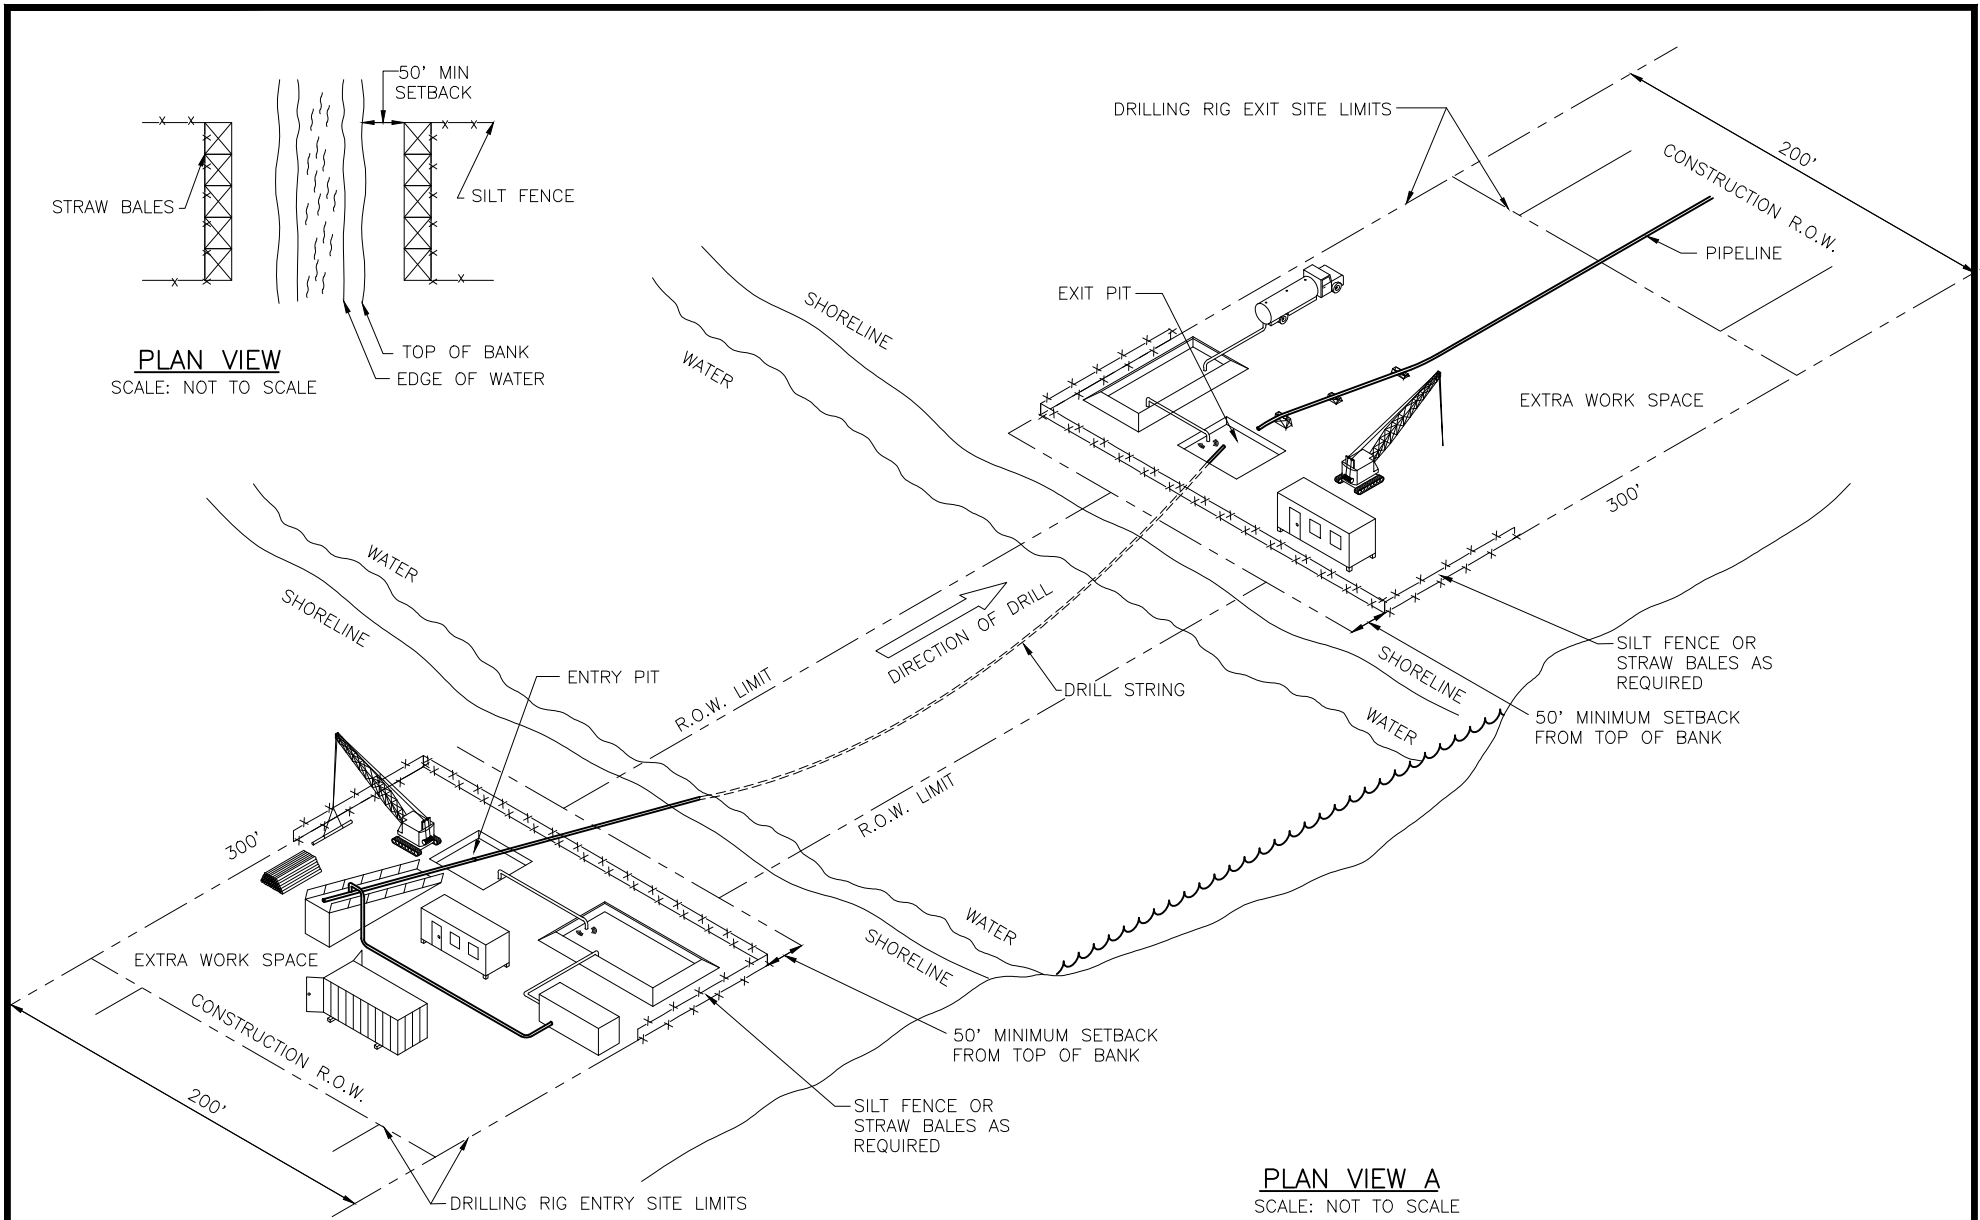 50' MIN
SETBACK
STRAW BALES
SILT FENCE
TOP OF BANK
EDGE OF WATER
PLAN VIEW
SCALE: NOT TO SCALE
DRILLING RIG EXIT SITE LIMITS
200'
CONSTRUCTION R.O.W.
PIPELINE
EXIT PIT
SHORELINE
WATER
EXTRA WORK SPACE
300'
WATER
SHORELINE
DIRECTION OF DRILL
SILT FENCE OR
STRAW BALES AS
REQUIRED
SHORELINE
ENTRY PIT
R.O.W. LIMIT
DRILL STRING
50' MINIMUM SETBACK
FROM TOP OF BANK
WATER
R.O.W. LIMIT
300'
WATER
SHORELINE
EXTRA WORK SPACE
CONSTRUCTION R.O.W.
50' MINIMUM SETBACK
FROM TOP OF BANK
200'
SILT FENCE OR
STRAW BALES AS
REQUIRED
DRILLING RIG ENTRY SITE LIMITS
PLAN VIEW A
SCALE: NOT TO SCALE